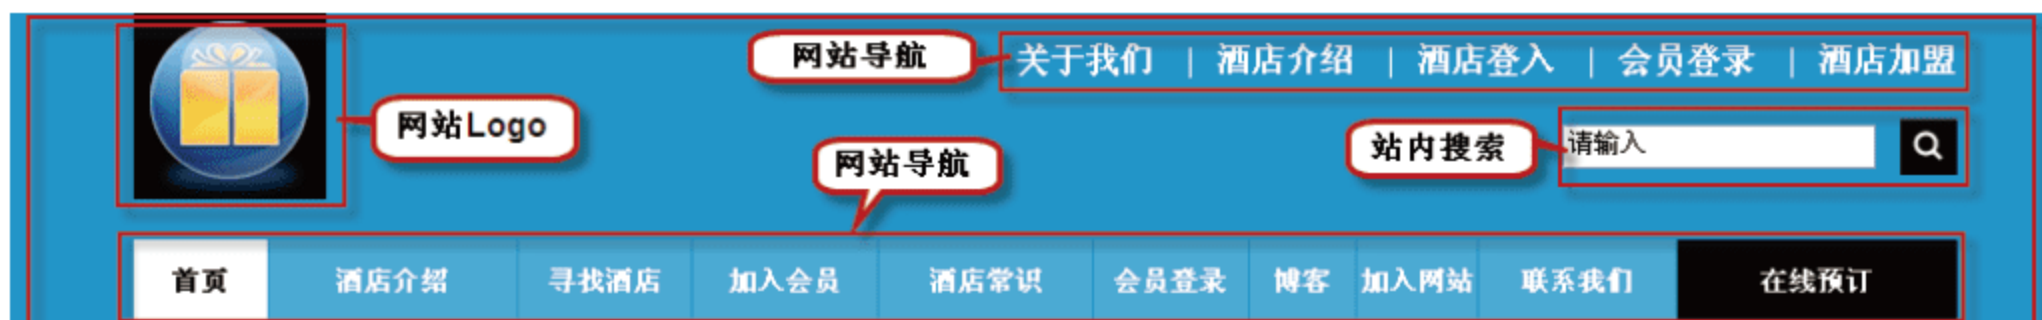 网站导航
关于我们 | 酒店介绍 | 酒店登入 | 会员登录 | 酒店加盟
网站Logo
站内搜索
请输入
网站导航
首页 酒店介绍 寻找酒店 加入会员 酒店常识 会员登录 博客 加入网站 联系我们 在线预订